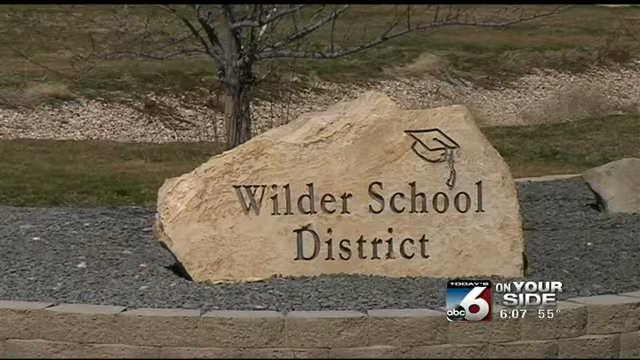 Wilder School
District
TODAY'S
abc 6
ON YOUR
SIDE
6:07 55°